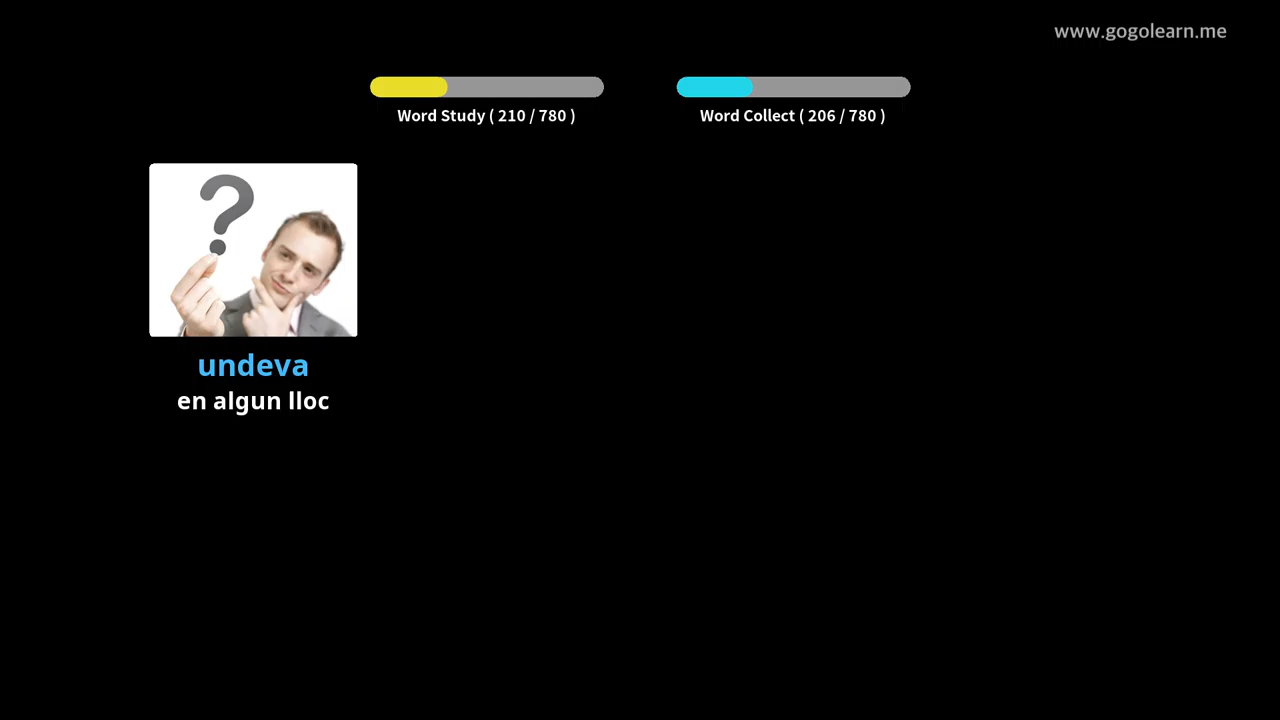 www.gogolearn.me
Word Study ( 210 / 780 )
Word Collect ( 206 / 780 )
?
undeva
en algun lloc